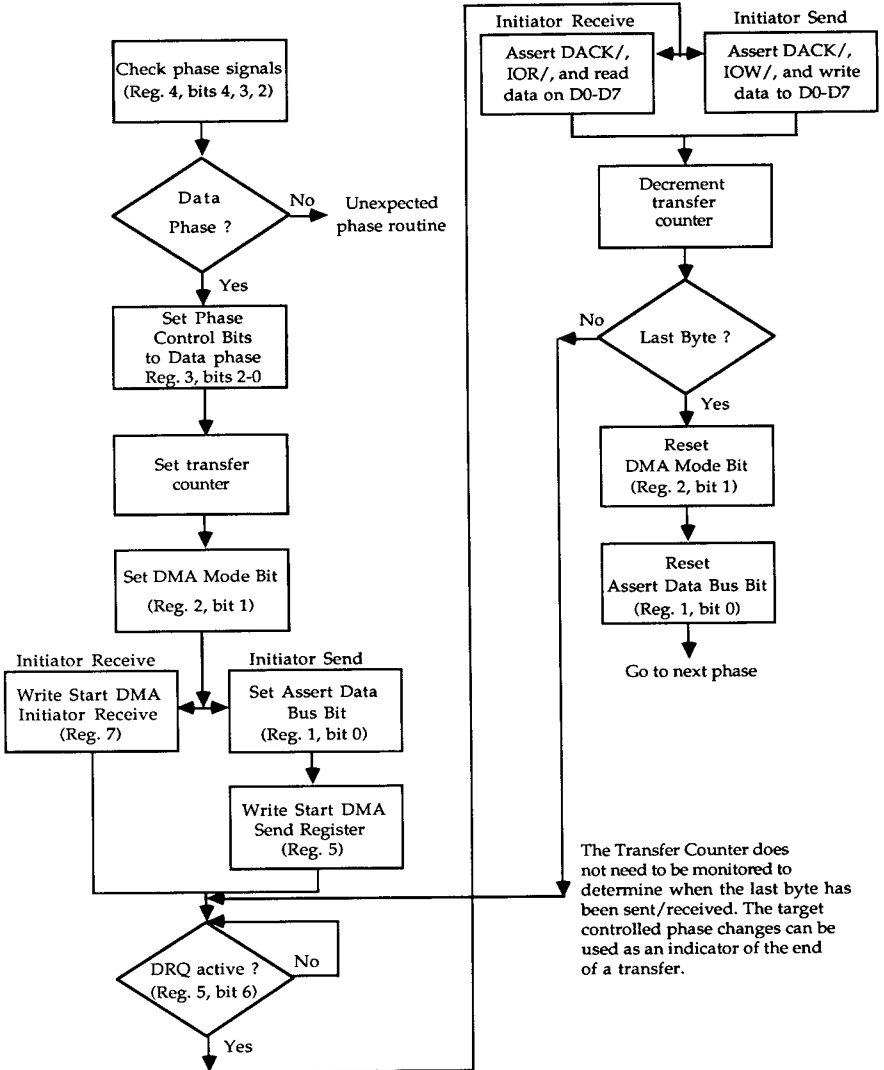 Check phase signals
(Reg. 4, bits 4, 3, 2)
Data
Phase ?
No
Unexpected
phase routine
Yes
Set Phase
Control Bits
to Data phase
Reg. 3, bits 2-0
Set transfer
counter
Set DMA Mode Bit
(Reg. 2, bit 1)
Initiator Receive
Write Start DMA
Initiator Receive
(Reg. 7)
Initiator Send
Set Assert Data
Bus Bit
(Reg. 1, bit 0)
Write Start DMA
Send Register
(Reg. 5)
DRQ active ?
(Reg. 5, bit 6)
No
Yes
Initiator Receive
Assert DACK/,
IOR/, and read
data on D0-D7
Initiator Send
Assert DACK/,
IOW/, and write
data to D0-D7
Decrement
transfer
counter
No
Last Byte ?
Yes
Reset
DMA Mode Bit
(Reg. 2, bit 1)
Reset
Assert Data Bus Bit
(Reg. 1, bit 0)
Go to next phase
The Transfer Counter does
not need to be monitored to
determine when the last byte has
been sent/received. The target
controlled phase changes can be
used as an indicator of the end
of a transfer.